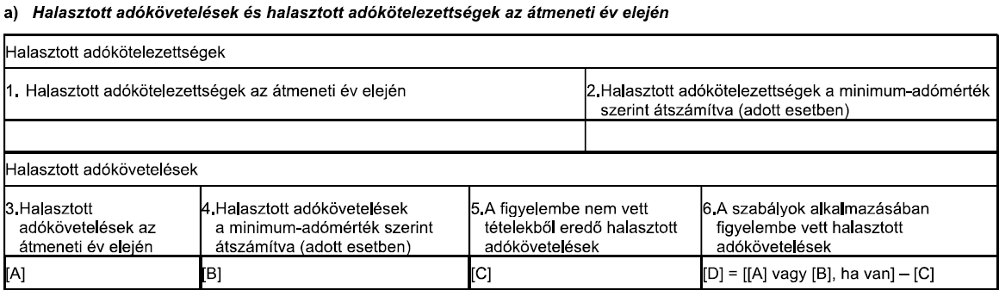 a) Halasztott adókövetelések és halasztott adókötelezettségek az átmeneti év elején
Halasztott adókötelezettségek
1. Halasztott adókötelezettségek az átmeneti év elején
2.Halasztott adókötelezettségek a minimum-adómérték
szerint átszámítva (adott esetben)
Halasztott adókövetelések
3.Halasztott
adókövetelések az
átmeneti év elején
4.Halasztott adókövetelések
a minimum-adómérték szerint
átszámítva (adott esetben)
5.A figyelembe nem vett
tételekből eredő halasztott
adókövetelések
6.A szabályok alkalmazásában
figyelembe vett halasztott
adókövetelések
[A]
[B]
[C]
[D] = [[A] vagy [B], ha van] – [C]